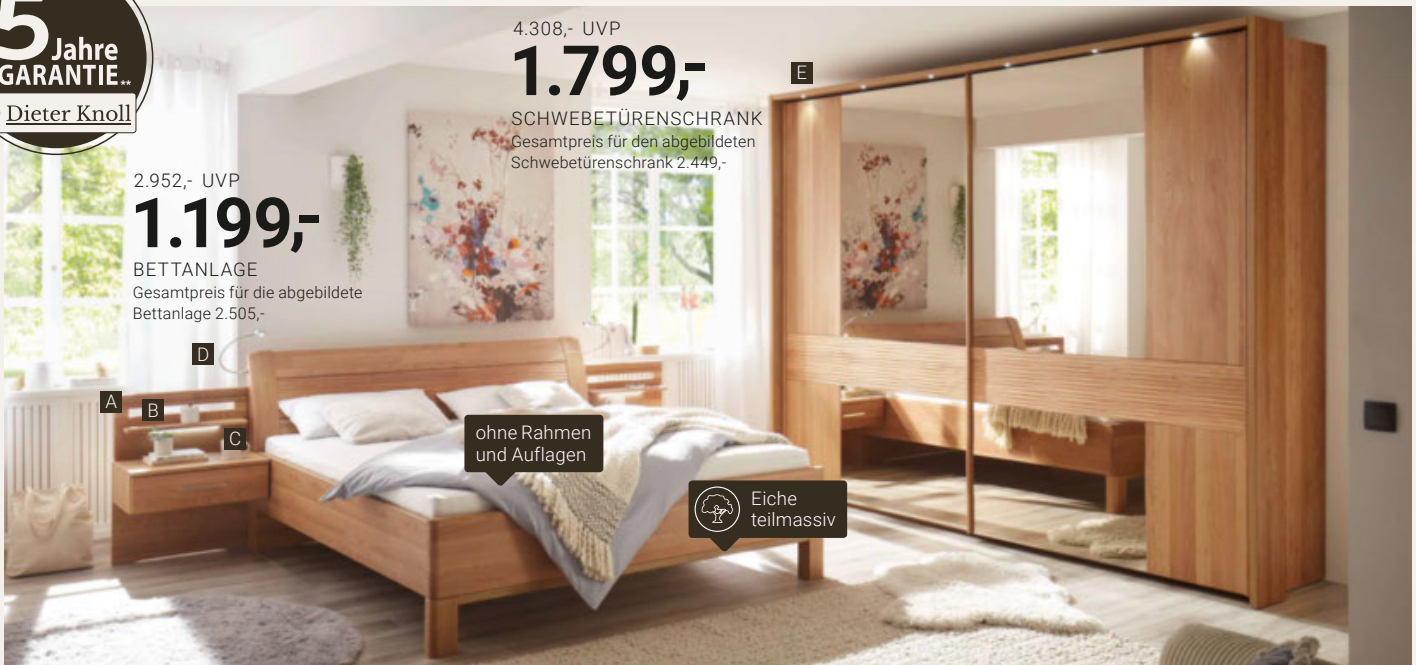 5 Jahre
GARANTIE**
Dieter Knoll
4.308,- UVP
1.799,-
SCHWEBETÜRENSCHRANK
Gesamtpreis für den abgebildeten
Schwebetürenschrank 2.449,-
E
2.952,- UVP
1.199,-
BETTANLAGE
Gesamtpreis für die abgebildete
Bettanlage 2.505,-
D
A
B
C
ohne Rahmen
und Auflagen
Eiche
teilmassiv